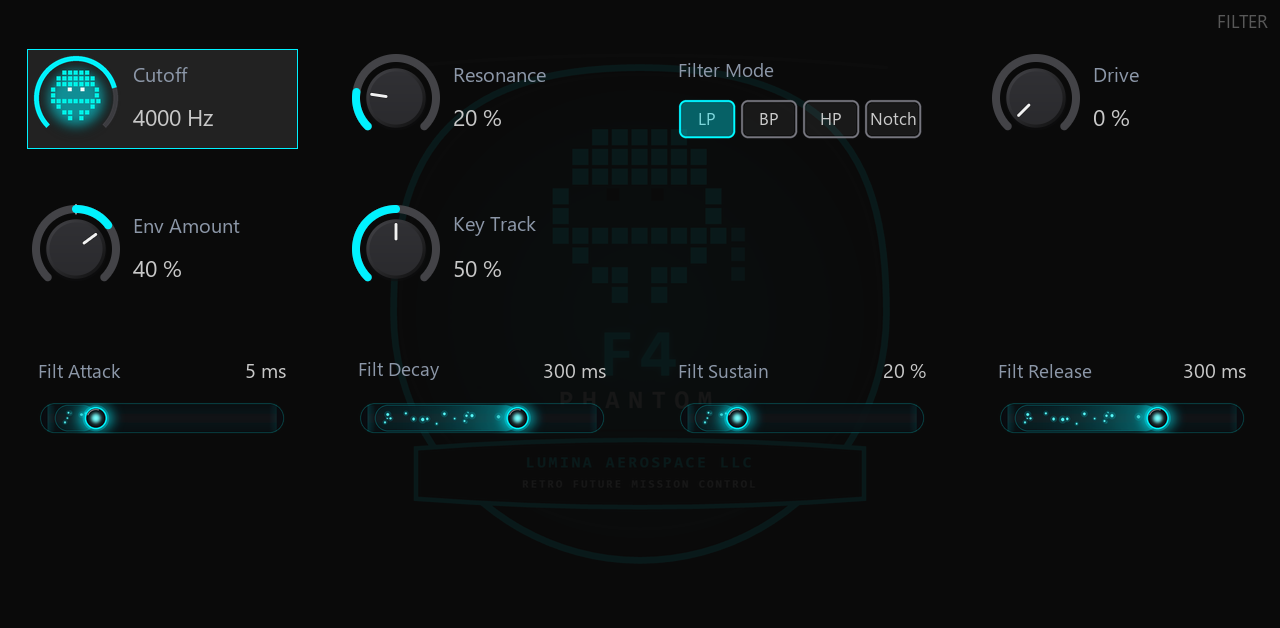 FILTER
Cutoff
4000 Hz
Resonance
20 %
Filter Mode
LP BP HP Notch
Drive
0 %
Env Amount
40 %
Key Track
50 %
F4
PHANTOM
Filt Attack 5 ms
Filt Decay 300 ms
Filt Sustain 20 %
Filt Release 300 ms
LUMINA AEROSPACE LLC
RETRO FUTURE MISSION CONTROL